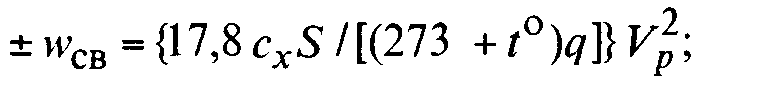 ± w_св = {17,8 c_x S / [(273 + t°)q]} V_p^2;